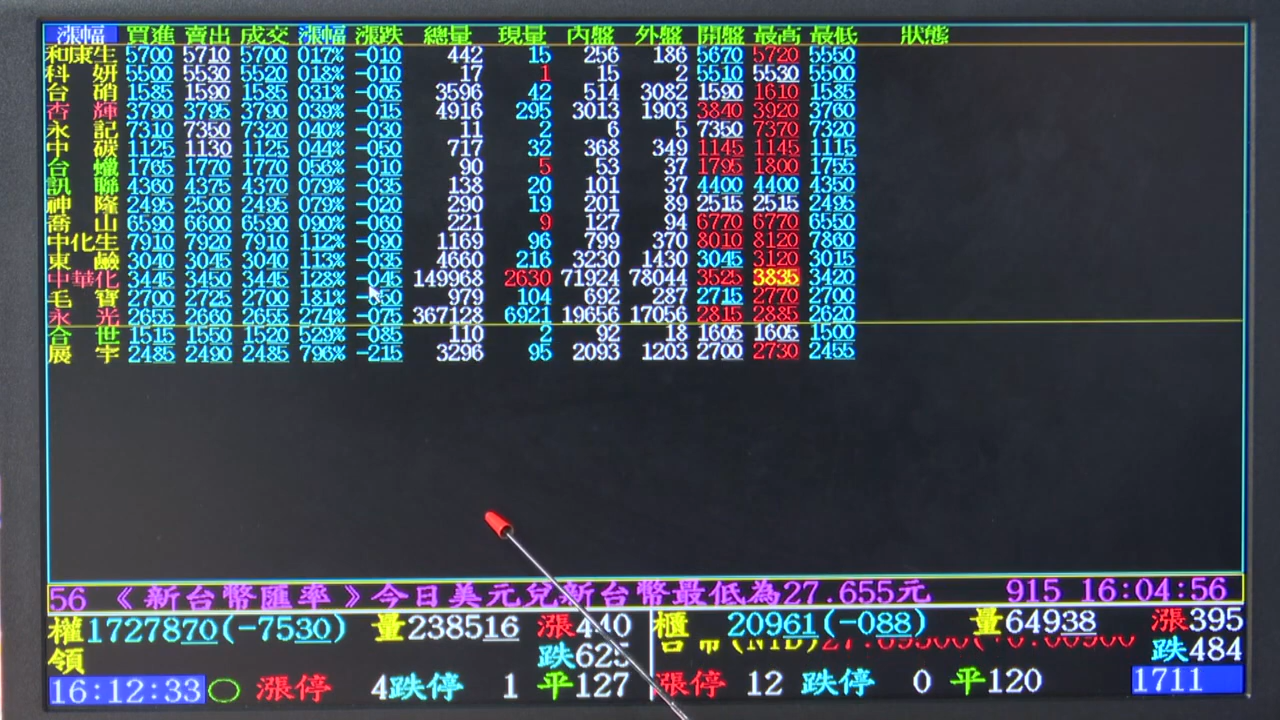 漲幅 買進 賣出 成交 漲幅 漲跌 總量 現量 內盤 外盤 開盤 最高 最低 狀態
和康生 5700 5710 5700 017% -010 442 15 256 186 5670 5720 5550
科妍 5500 5530 5520 018% -010 17 1 15 2 5510 5530 5500
台硝 1585 1590 1585 031% -005 3596 42 514 3082 1590 1610 1585
杏輝 3790 3795 3790 039% -015 4916 295 3013 1903 3840 3920 3760
永記 7310 7350 7320 040% -030 11 2 6 5 7350 7370 7320
中碳 1125 1130 1125 044% -050 717 32 368 349 1145 1145 1115
台蠟 1765 1770 1770 056% -010 90 5 53 37 1795 1800 1755
訊聯 4360 4375 4370 079% -035 138 20 101 37 4400 4400 4350
神隆 2495 2500 2495 079% -020 290 19 201 89 2515 2515 2495
喬山 6590 6600 6590 090% -060 221 9 127 94 6770 6770 6550
中化生 7910 7920 7910 112% -090 1169 96 799 370 8010 8120 7860
東鹼 3040 3045 3040 113% -035 4660 216 3230 1430 3045 3120 3015
中華化 3445 3450 3445 128% -045 149968 2630 71924 78044 3525 3835 3420
毛寶 2700 2725 2700 181% -050 979 104 692 287 2715 2770 2700
永光 2655 2660 2655 274% -075 367128 6921 19656 17056 2815 2885 2620
合世 1515 1550 1520 529% -085 110 2 92 18 1605 1605 1500
展宇 2485 2490 2485 796% -215 3296 95 2093 1203 2700 2730 2455
56 《新台幣匯率》今日美元兌新台幣最低為27.655元 915 16:04:56
權1727870(-7530) 量238516 漲440 櫃 20961(-088) 量64938 漲395
領 跌625 台幣(NTD) 跌484
16:12:33 漲停 4跌停 1 平127 漲停 12 跌停 0 平120 1711